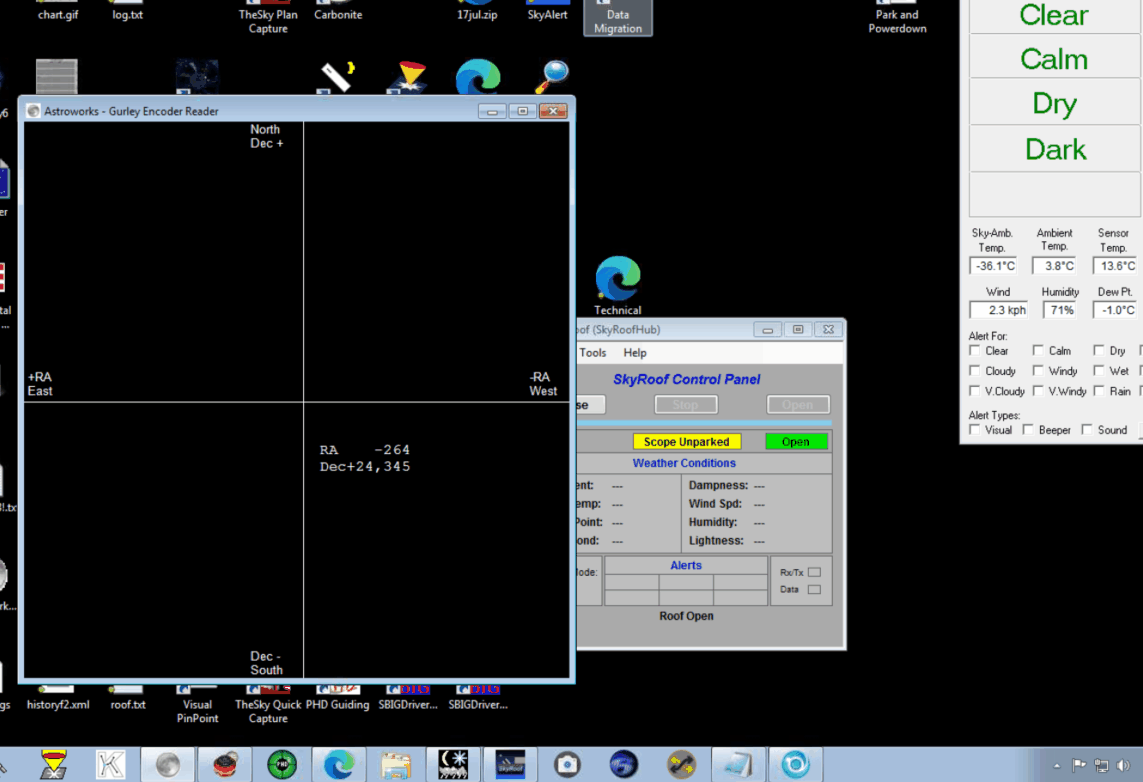 chart.gif
log.txt
TheSky Plan
Capture
Carbonite
17jul.zip
SkyAlert
Data
Migration
Park and
Powerdown
Clear
Calm
Dry
Dark
Sky-Amb.
Temp.
Ambient
Temp.
Sensor
Temp.
-36.1°C
3.8°C
13.6°C
Wind
Humidity
Dew Pt.
2.3 kph
71%
-1.0°C
Alert For:
Clear
Calm
Dry
Cloudy
Windy
Wet
V.Cloudy
V.Windy
Rain
Alert Types:
Visual
Beeper
Sound
Astroworks - Gurley Encoder Reader
North
Dec +
+RA
East
-RA
West
RA -264
Dec+24,345
Dec -
South
Technical
of (SkyRoofHub)
Tools Help
SkyRoof Control Panel
se
Stop
Open
Scope Unparked
Open
Weather Conditions
ent: ---
Dampness: ---
emp: ---
Wind Spd: ---
Point: ---
Humidity: ---
ond: ---
Lightness: ---
ode:
Alerts
Rx/Tx
Data
Roof Open
historyf2.xml
roof.txt
Visual
PinPoint
TheSky Quick
Capture
PHD Guiding
SBIGDriver...
SBIGDriver...